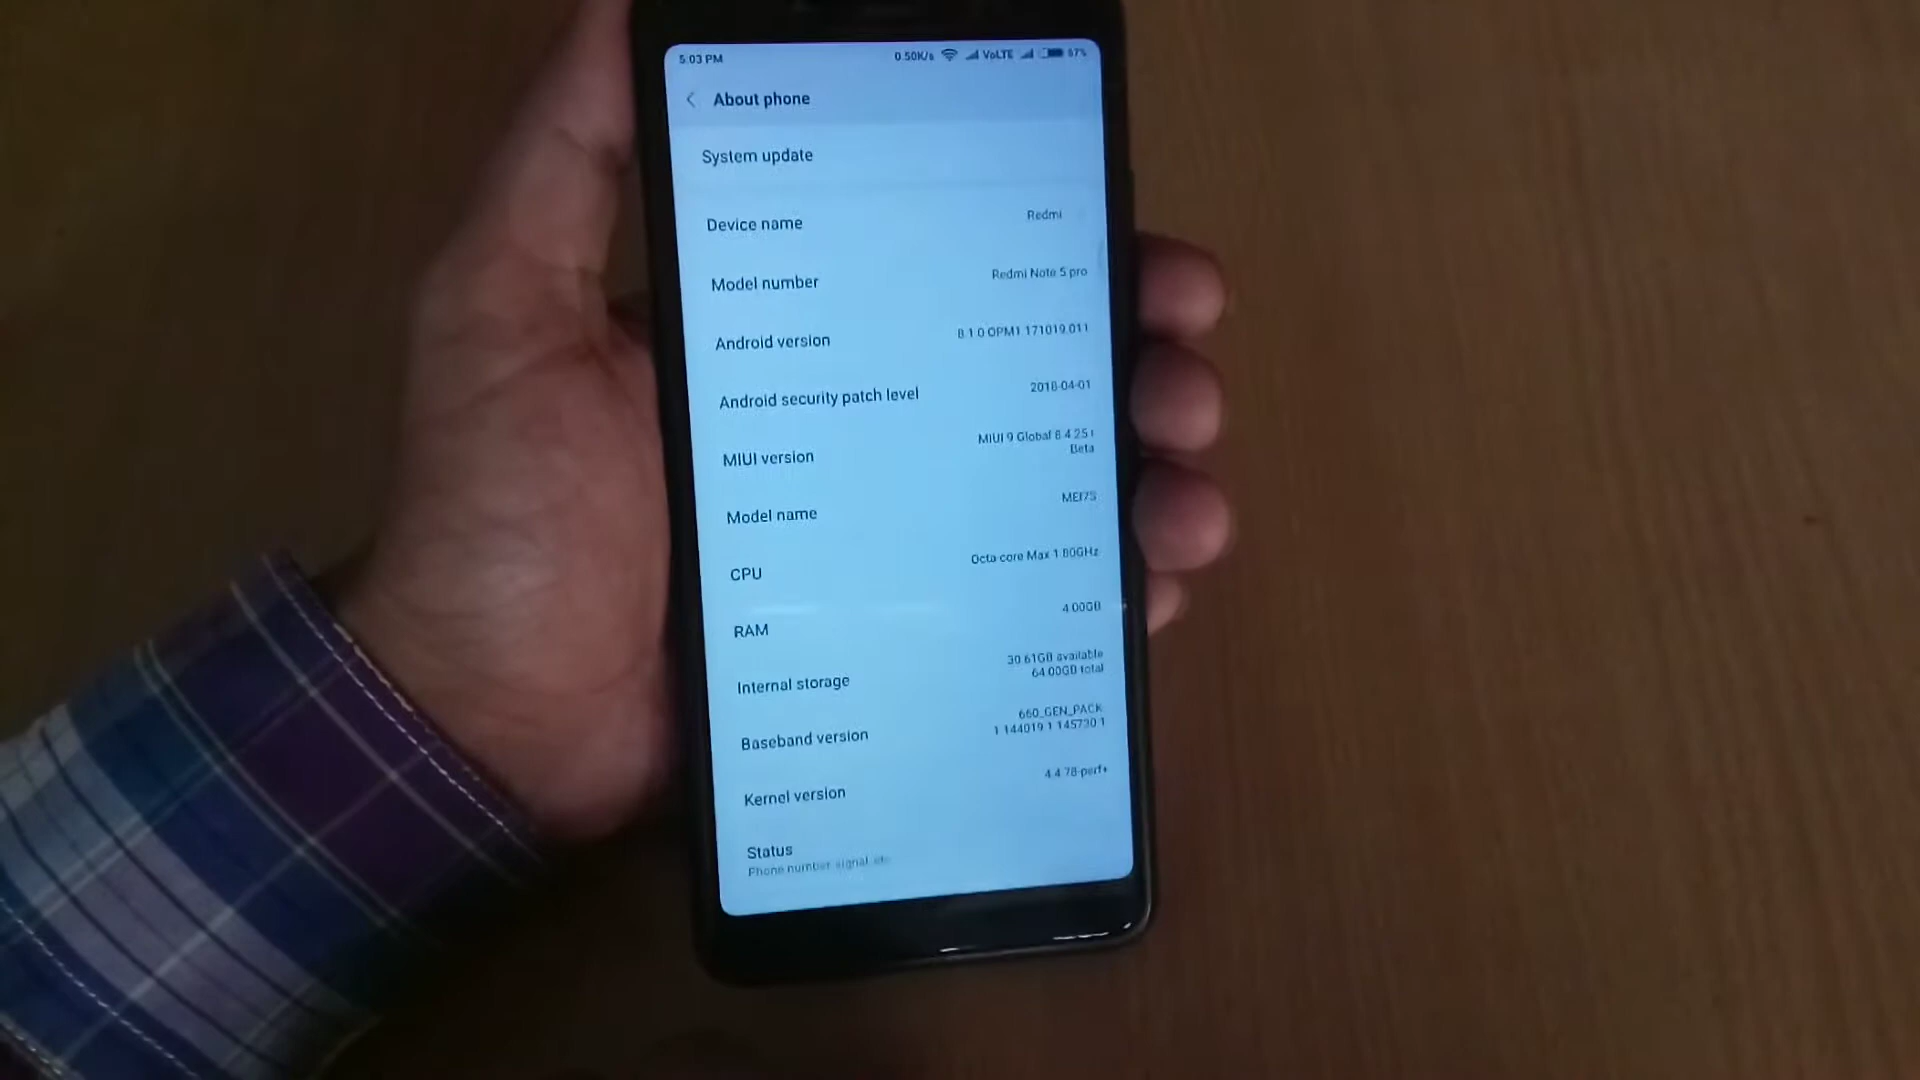 5:03 PM 0.50K/s VoLTE 67%
About phone
System update
Device name Redmi
Model number Redmi Note 5 pro
Android version 8.1.0 OPM1.171019.011
Android security patch level 2018-04-01
MIUI version MIUI 9 Global 8.4.25 |
Beta
Model name MEI7S
CPU Octa core Max 1.80GHz
RAM 4.00GB
Internal storage 30.61GB available
64.00GB total
Baseband version 660_GEN_PACK
1.144019.1.145730.1
Kernel version 4.4.78-perf+
Status
Phone number, signal, etc.